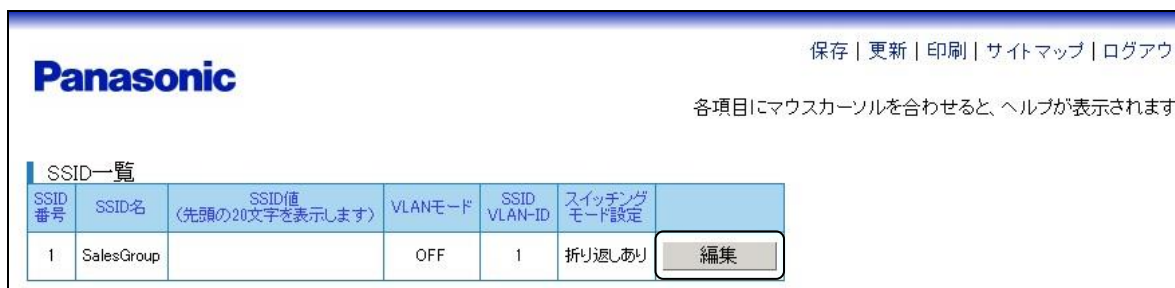 保存 | 更新 | 印刷 | サイトマップ | ログアウ
Panasonic
各項目にマウスカーソルを合わせると、ヘルプが表示されます
SSID一覧
SSID番号 SSID名 SSID値(先頭の20文字を表示します) VLANモード SSID VLAN-ID スイッチングモード設定
1 SalesGroup OFF 1 折り返しあり 編集